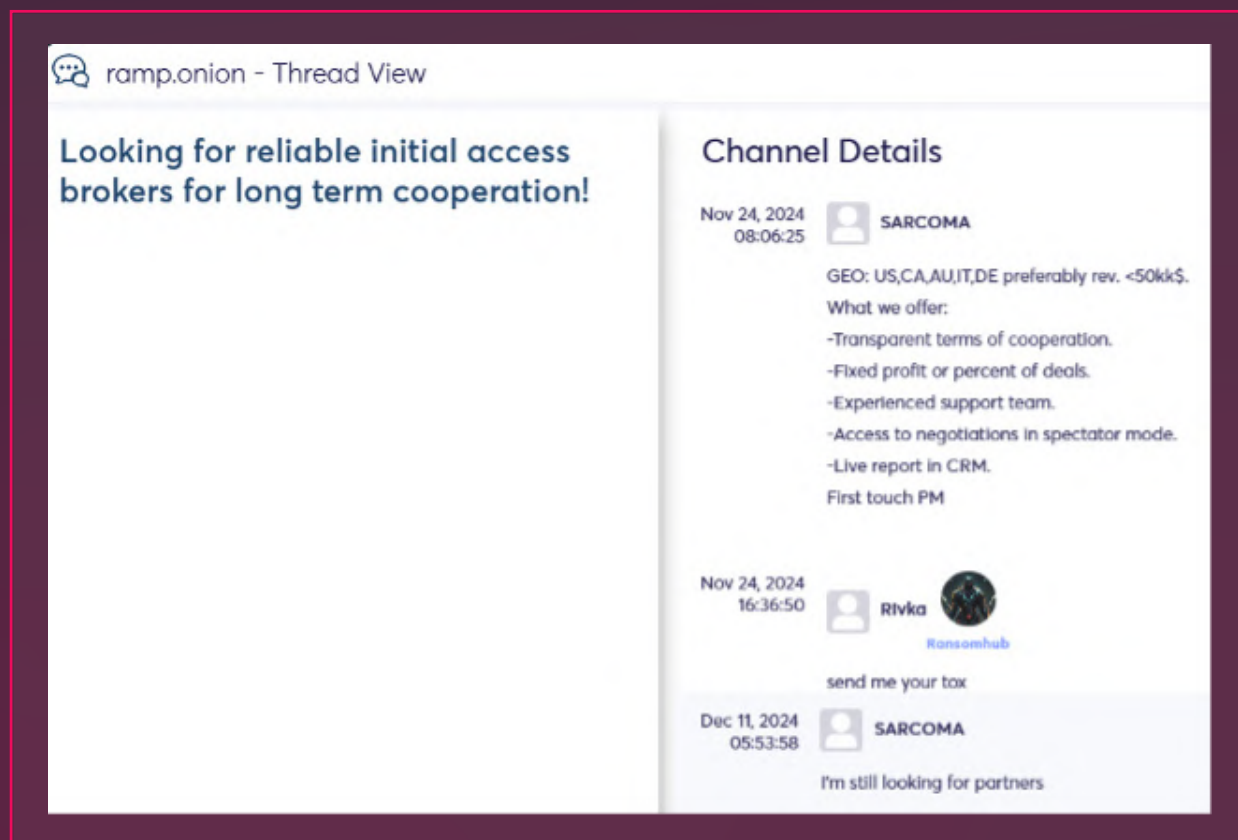 ramp.onion - Thread View
Looking for reliable initial access
brokers for long term cooperation!
Channel Details
Nov 24, 2024
08:06:25
SARCOMA
GEO: US,CA,AU,IT,DE preferably rev. <50kk$.
What we offer:
-Transparent terms of cooperation.
-Fixed profit or percent of deals.
-Experienced support team.
-Access to negotiations in spectator mode.
-Live report in CRM.
First touch PM
Nov 24, 2024
16:36:50
Rivka
Ransomhub
send me your tox
Dec 11, 2024
05:53:58
SARCOMA
I'm still looking for partners